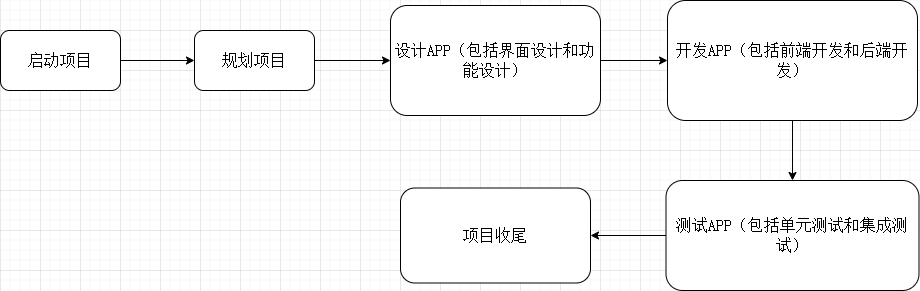 启动项目
规划项目
设计APP（包括界面设计和功
能设计）
开发APP（包括前端开发和后端开
发）
测试APP（包括单元测试和集成测
试）
项目收尾